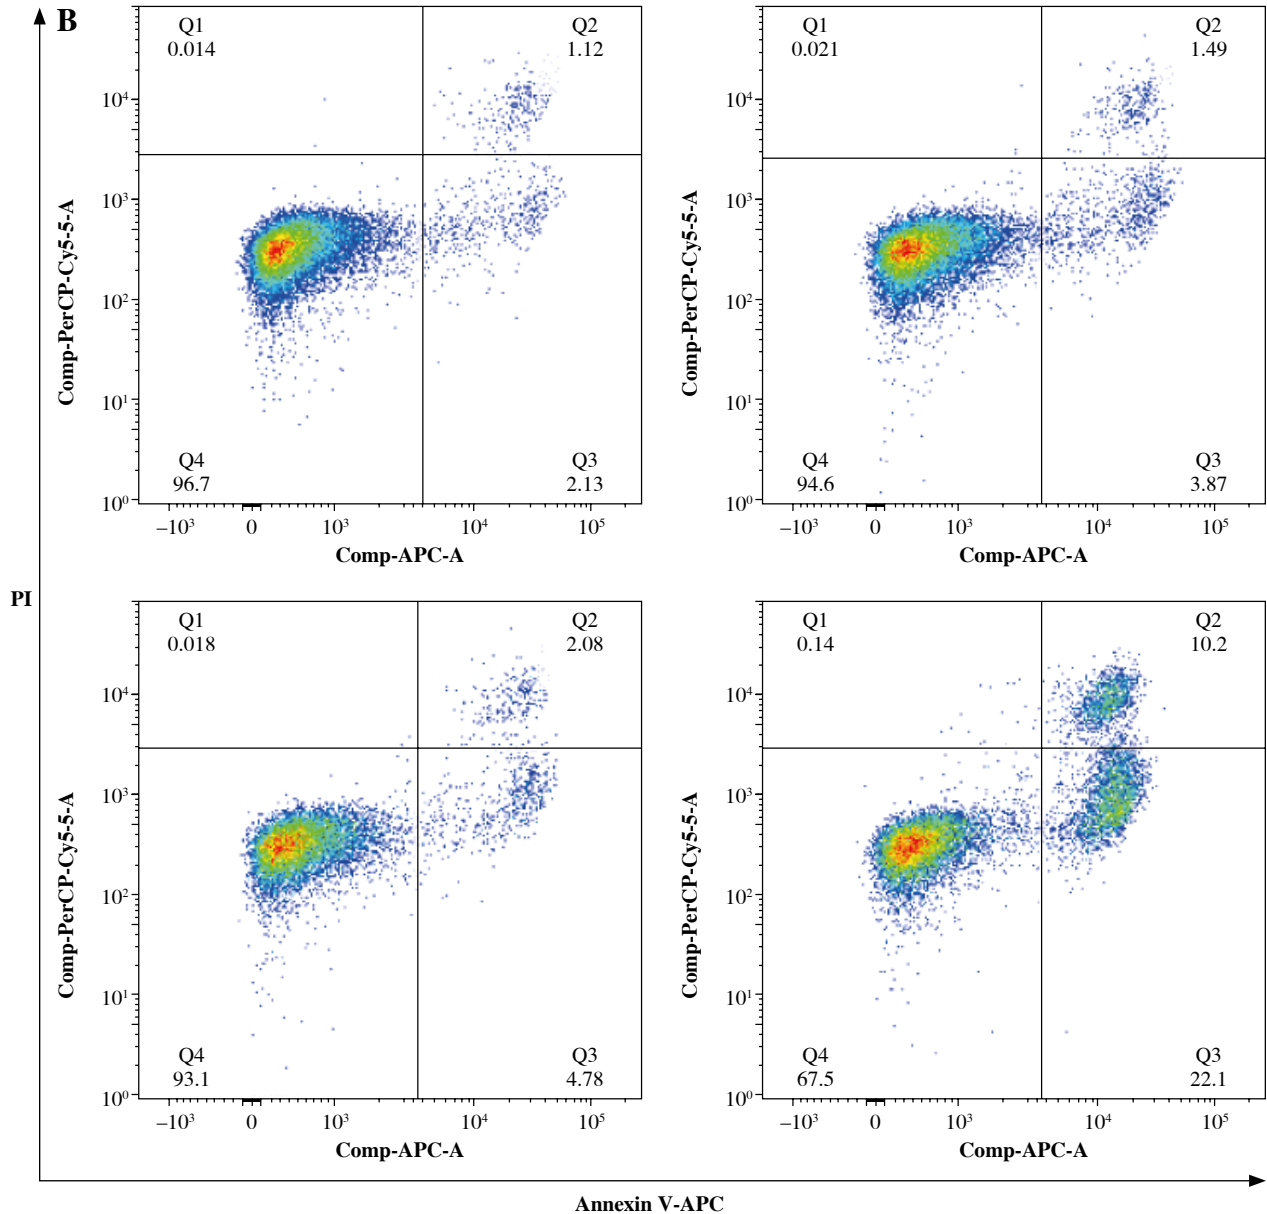 B
Q1
0.014
Q2
1.12
10⁴
10³
10²
10¹
10⁰
Comp-PerCP-Cy5-5-A
Q4
96.7
Q3
2.13
–10³ 0 10³ 10⁴ 10⁵
Comp-APC-A
Q1
0.021
Q2
1.49
10⁴
10³
10²
10¹
10⁰
Comp-PerCP-Cy5-5-A
Q4
94.6
Q3
3.87
–10³ 0 10³ 10⁴ 10⁵
Comp-APC-A
PI
Q1
0.018
Q2
2.08
10⁴
10³
10²
10¹
10⁰
Comp-PerCP-Cy5-5-A
Q4
93.1
Q3
4.78
–10³ 0 10³ 10⁴ 10⁵
Comp-APC-A
Q1
0.14
Q2
10.2
10⁴
10³
10²
10¹
10⁰
Comp-PerCP-Cy5-5-A
Q4
67.5
Q3
22.1
–10³ 0 10³ 10⁴ 10⁵
Comp-APC-A
Annexin V-APC